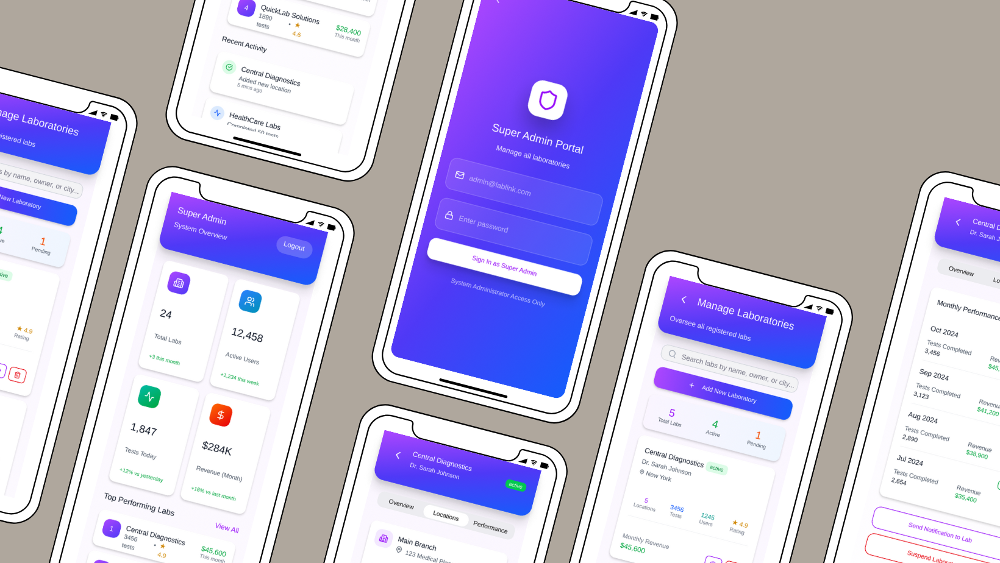 Manage Laboratories
registered labs
by name, owner, or city...
New Laboratory
1
Pending
★ 4.9
Rating
4
QuickLab Solutions
1890
tests
• ★
4.6
$28,400
This month
Recent Activity
Central Diagnostics
Added new location
5 mins ago
HealthCare Labs
Completed 50 tests
Super Admin
System Overview
Logout
24
Total Labs
+3 this month
12,458
Active Users
+1,234 this week
1,847
Tests Today
+12% vs yesterday
$284K
Revenue (Month)
+18% vs last month
Top Performing Labs
View All
1
Central Diagnostics
3456
tests
• ★
4.9
$45,600
This month
Super Admin Portal
Manage all laboratories
admin@lablink.com
Enter password
Sign In as Super Admin
System Administrator Access Only
Central Diagnostics
Dr. Sarah Johnson
active
Overview
Locations
Performance
Main Branch
123 Medical
Manage Laboratories
Oversee all registered labs
Search labs by name, owner, or city...
+ Add New Laboratory
5
Total Labs
4
Active
1
Pending
Central Diagnostics active
Dr. Sarah Johnson
New York
5
Locations
3456
Tests
1245
Users
★ 4.9
Rating
Monthly Revenue
$45,600
Central
Dr. Sarah
Overview
Monthly Performance
Oct 2024
Tests Completed
3,456
Sep 2024
Tests Completed
3,123
Revenue
$41,200
Aug 2024
Tests Completed
2,890
Revenue
$38,900
Jul 2024
Tests Completed
2,654
Revenue
$35,400
Send Notification to Lab
Suspend